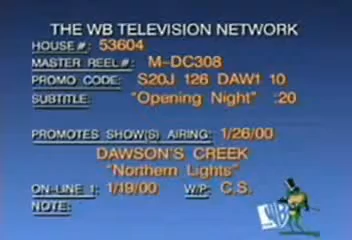 THE WB TELEVISION NETWORK
HOUSE#: 53604
MASTER REEL#: M-DC308
PROMO CODE: S20J 126 DAW1 10
SUBTITLE: "Opening Night" :20
PROMOTES SHOW(S) AIRING: 1/26/00
DAWSON'S CREEK
"Northern Lights"
ON-LINE 1: 1/19/00 W/P: C.S.
NOTE:
WB